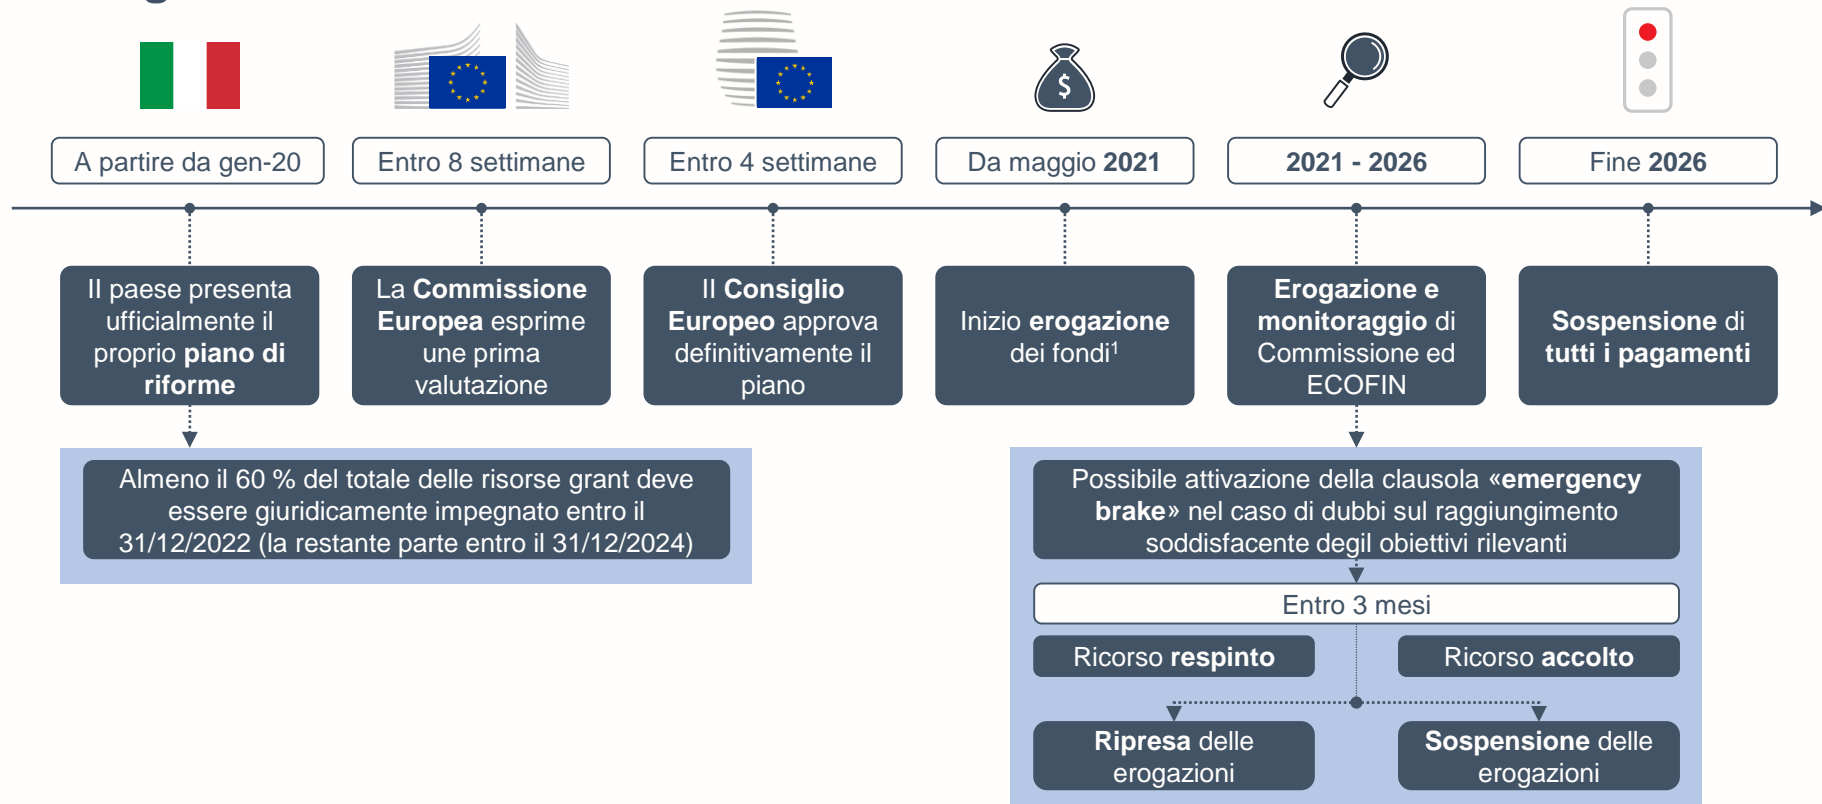 A partire da gen-20
Entro 8 settimane
Entro 4 settimane
Da maggio 2021
2021 - 2026
Fine 2026
Il paese presenta
ufficialmente il
proprio piano di
riforme
La Commissione
Europea esprime
une prima
valutazione
Il Consiglio
Europeo approva
definitivamente il
piano
Inizio erogazione
dei fondi1
Erogazione e
monitoraggio di
Commissione ed
ECOFIN
Sospensione di
tutti i pagamenti
Almeno il 60 % del totale delle risorse grant deve
essere giuridicamente impegnato entro il
31/12/2022 (la restante parte entro il 31/12/2024)
Possibile attivazione della clausola «emergency
brake» nel caso di dubbi sul raggiungimento
soddisfacente degil obiettivi rilevanti
Entro 3 mesi
Ricorso respinto
Ricorso accolto
Ripresa delle
erogazioni
Sospensione delle
erogazioni